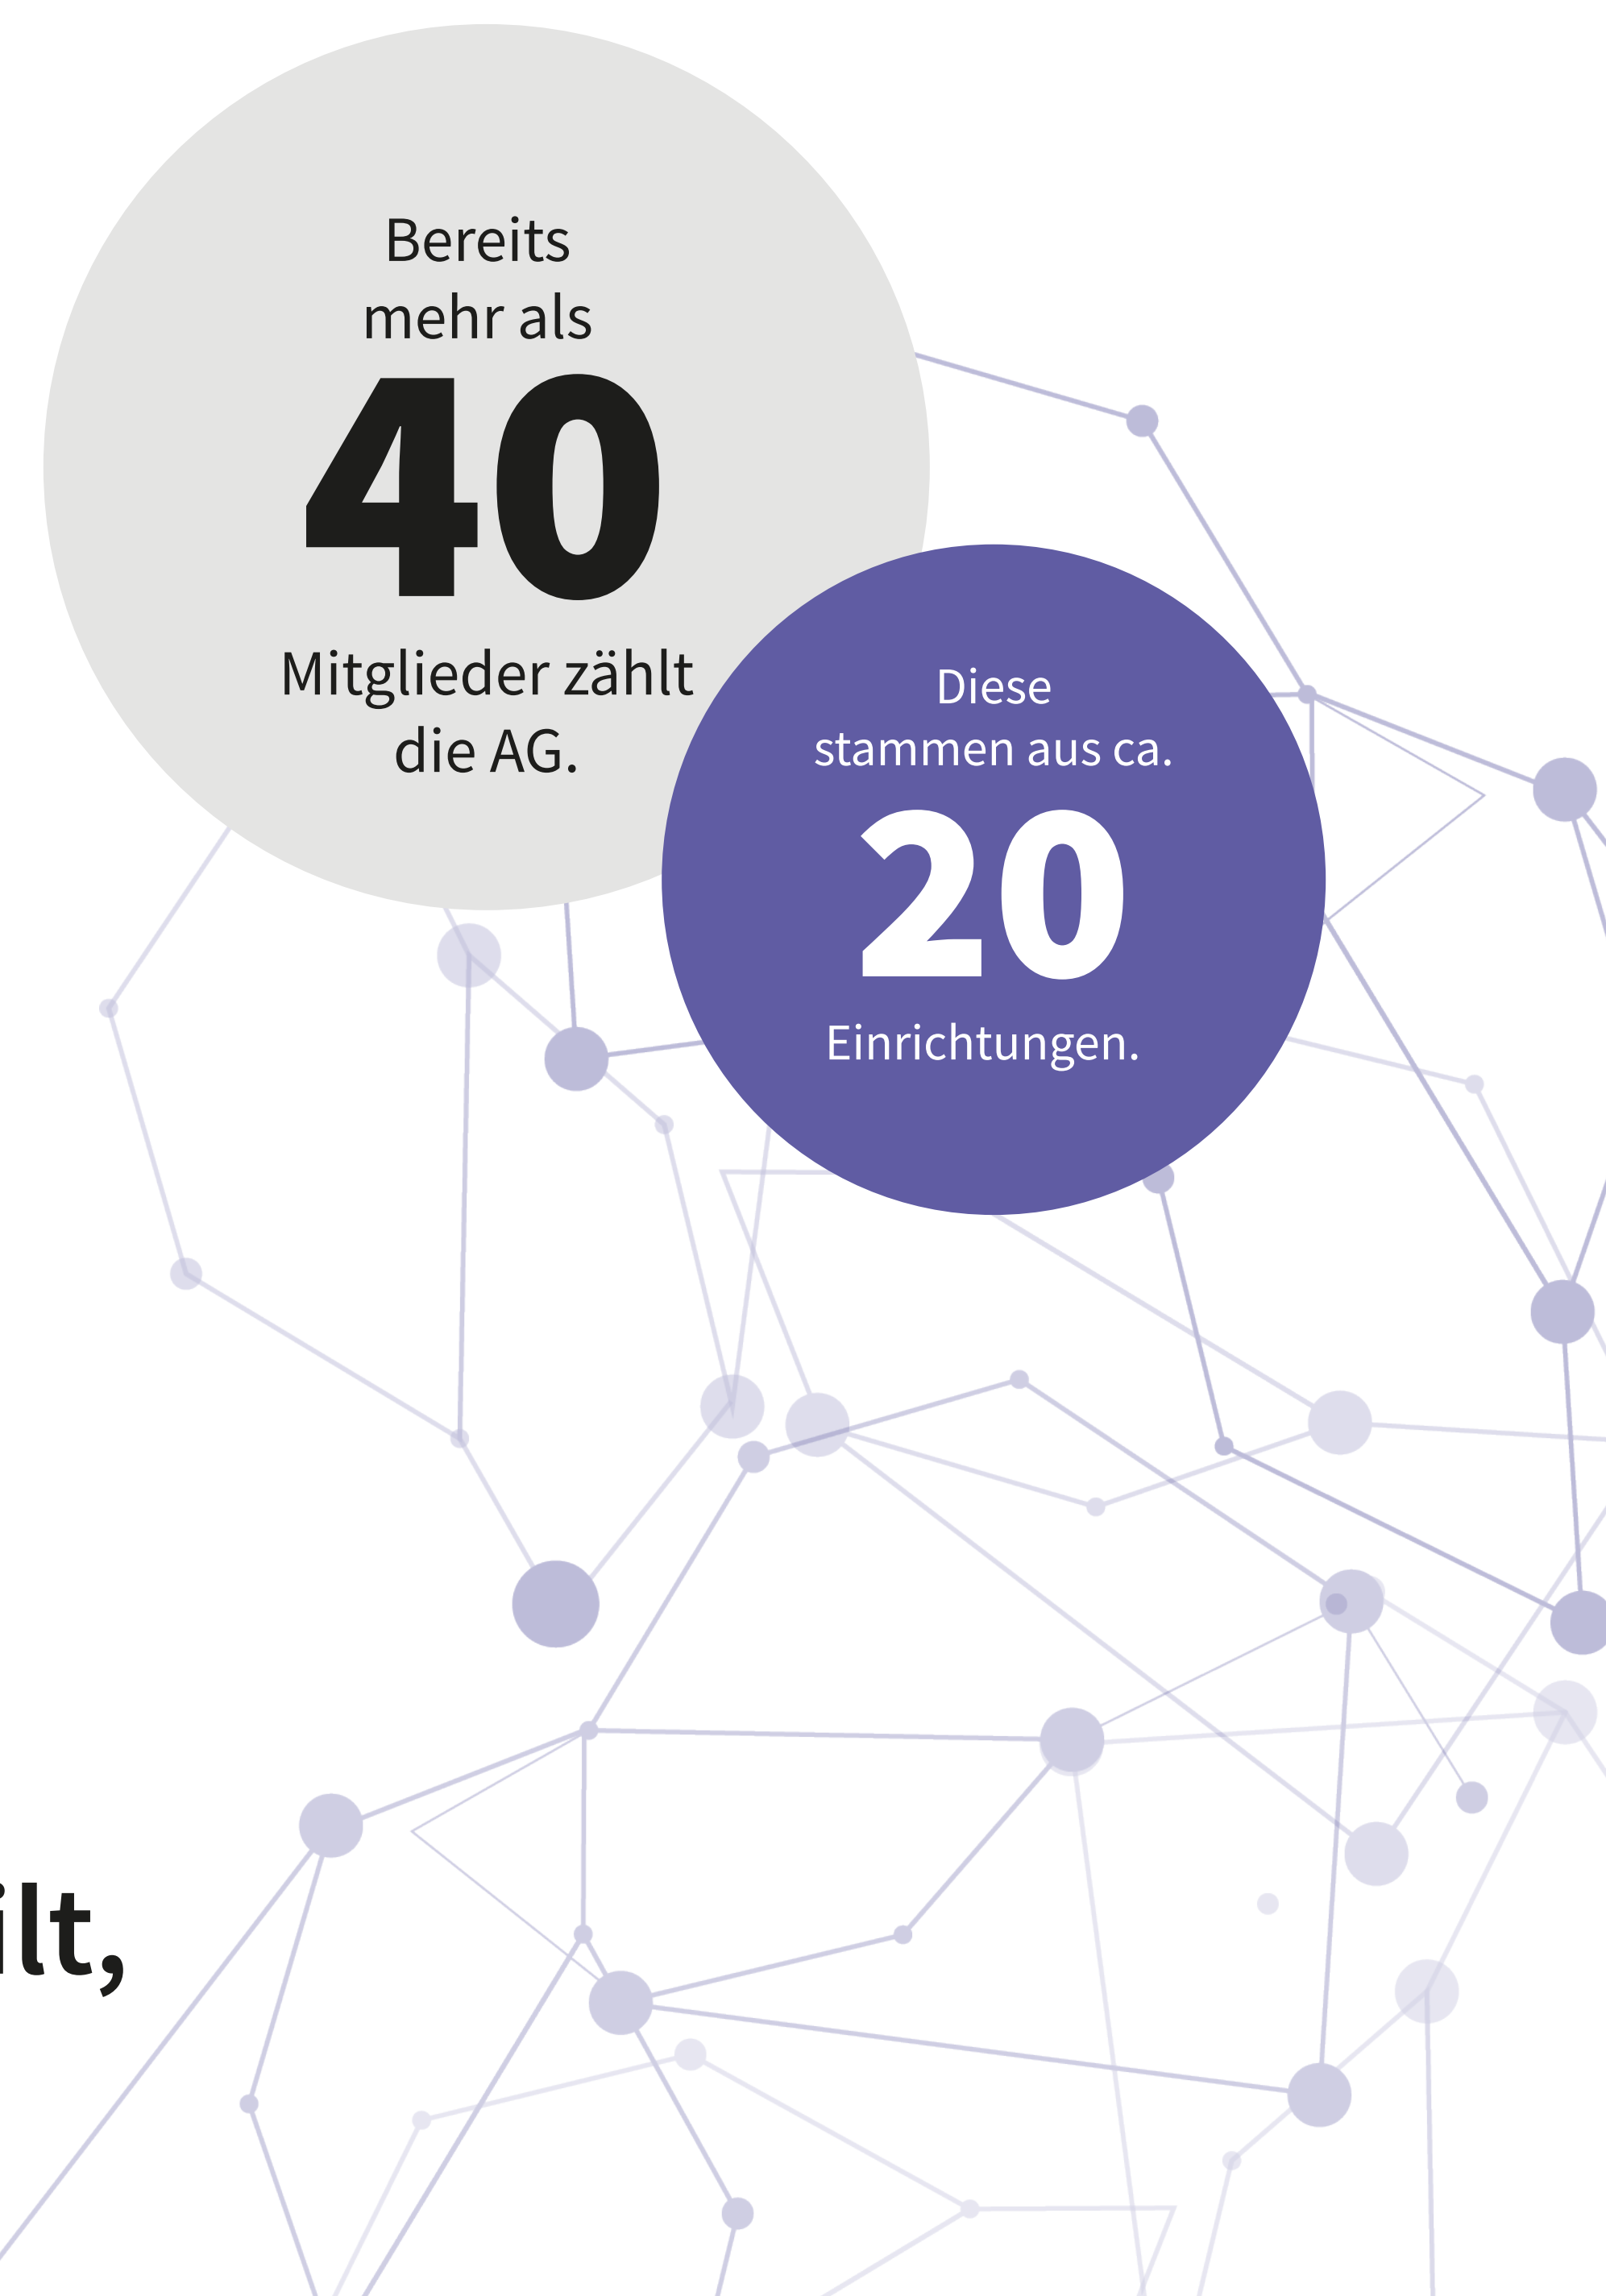 Bereits
mehr als
40
Mitglieder zählt
die AG.
Diese
stammen aus ca.
20
Einrichtungen.